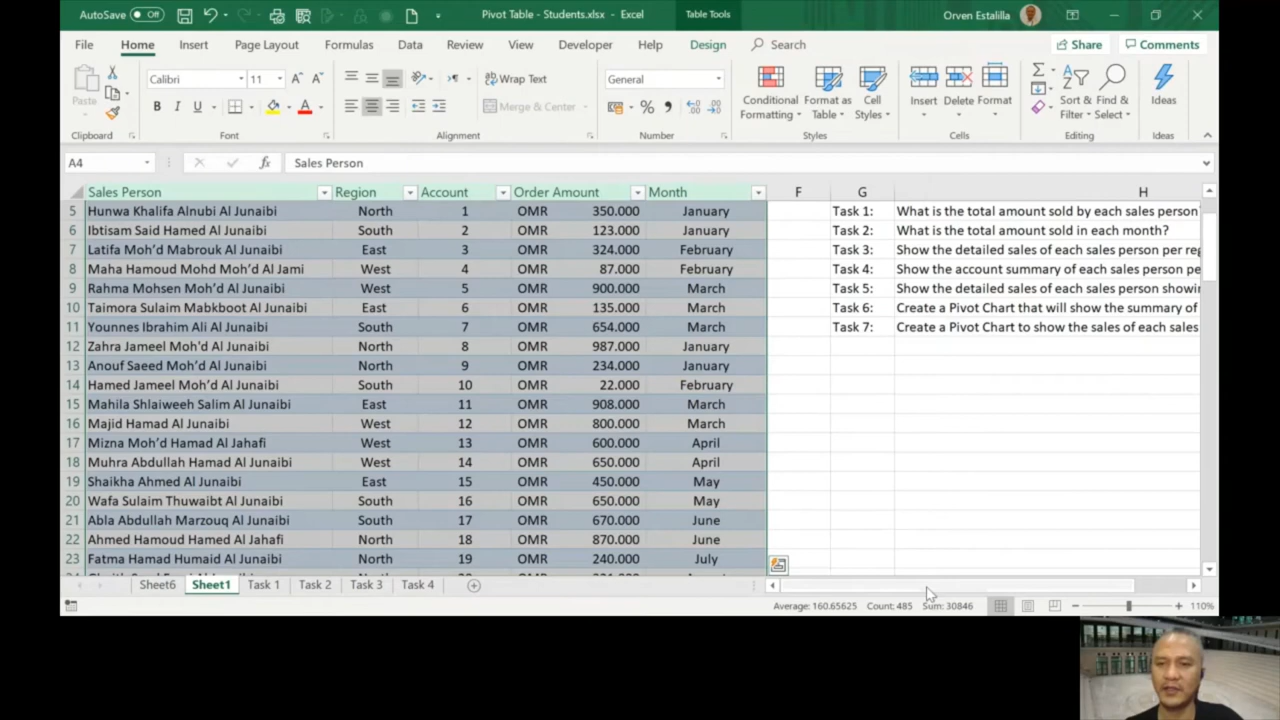 AutoSave Off Pivot Table - Students.xlsx - Excel Table Tools Orven Estalilla
File Home Insert Page Layout Formulas Data Review View Developer Help Design Search Share Comments
Calibri 11 Wrap Text General
Paste Merge & Center Conditional Formatting Format as Table Cell Styles Insert Delete Format Sort & Filter Find & Select Ideas
Clipboard Font Alignment Number Styles Cells Editing Ideas
A4 fx Sales Person
Sales Person Region Account Order Amount Month F G H
5 Hunwa Khalifa Alnubi Al Junaibi North 1 OMR 350.000 January Task 1: What is the total amount sold by each sales person
6 Ibtisam Said Hamed Al Junaibi South 2 OMR 123.000 January Task 2: What is the total amount sold in each month?
7 Latifa Moh’d Mabrouk Al Junaibi East 3 OMR 324.000 February Task 3: Show the detailed sales of each sales person per reg
8 Maha Hamoud Mohd Moh’d Al Jami West 4 OMR 87.000 February Task 4: Show the account summary of each sales person pe
9 Rahma Mohsen Moh’d Al Junaibi West 5 OMR 900.000 March Task 5: Show the detailed sales of each sales person showin
10 Taimora Sulaim Mabkboot Al Junaibi East 6 OMR 135.000 March Task 6: Create a Pivot Chart that will show the summary of
11 Younnes Ibrahim Ali Al Junaibi South 7 OMR 654.000 March Task 7: Create a Pivot Chart to show the sales of each sales
12 Zahra Jameel Moh'd Al Junaibi North 8 OMR 987.000 January
13 Anouf Saeed Moh’d Al Junaibi North 9 OMR 234.000 January
14 Hamed Jameel Moh’d Al Junaibi South 10 OMR 22.000 February
15 Mahila Shlaiweeh Salim Al Junaibi East 11 OMR 908.000 March
16 Majid Hamad Al Junaibi West 12 OMR 800.000 March
17 Mizna Moh’d Hamad Al Jahafi West 13 OMR 600.000 April
18 Muhra Abdullah Hamad Al Junaibi West 14 OMR 650.000 April
19 Shaikha Ahmed Al Junaibi East 15 OMR 450.000 May
20 Wafa Sulaim Thuwaibt Al Junaibi South 16 OMR 650.000 May
21 Abla Abdullah Marzouq Al Junaibi South 17 OMR 670.000 June
22 Ahmed Hamoud Hamed Al Jahafi North 18 OMR 870.000 June
23 Fatma Hamad Humaid Al Junaibi North 19 OMR 240.000 July
Sheet6 Sheet1 Task 1 Task 2 Task 3 Task 4
Average: 160.65625 Count: 485 Sum: 30846 110%